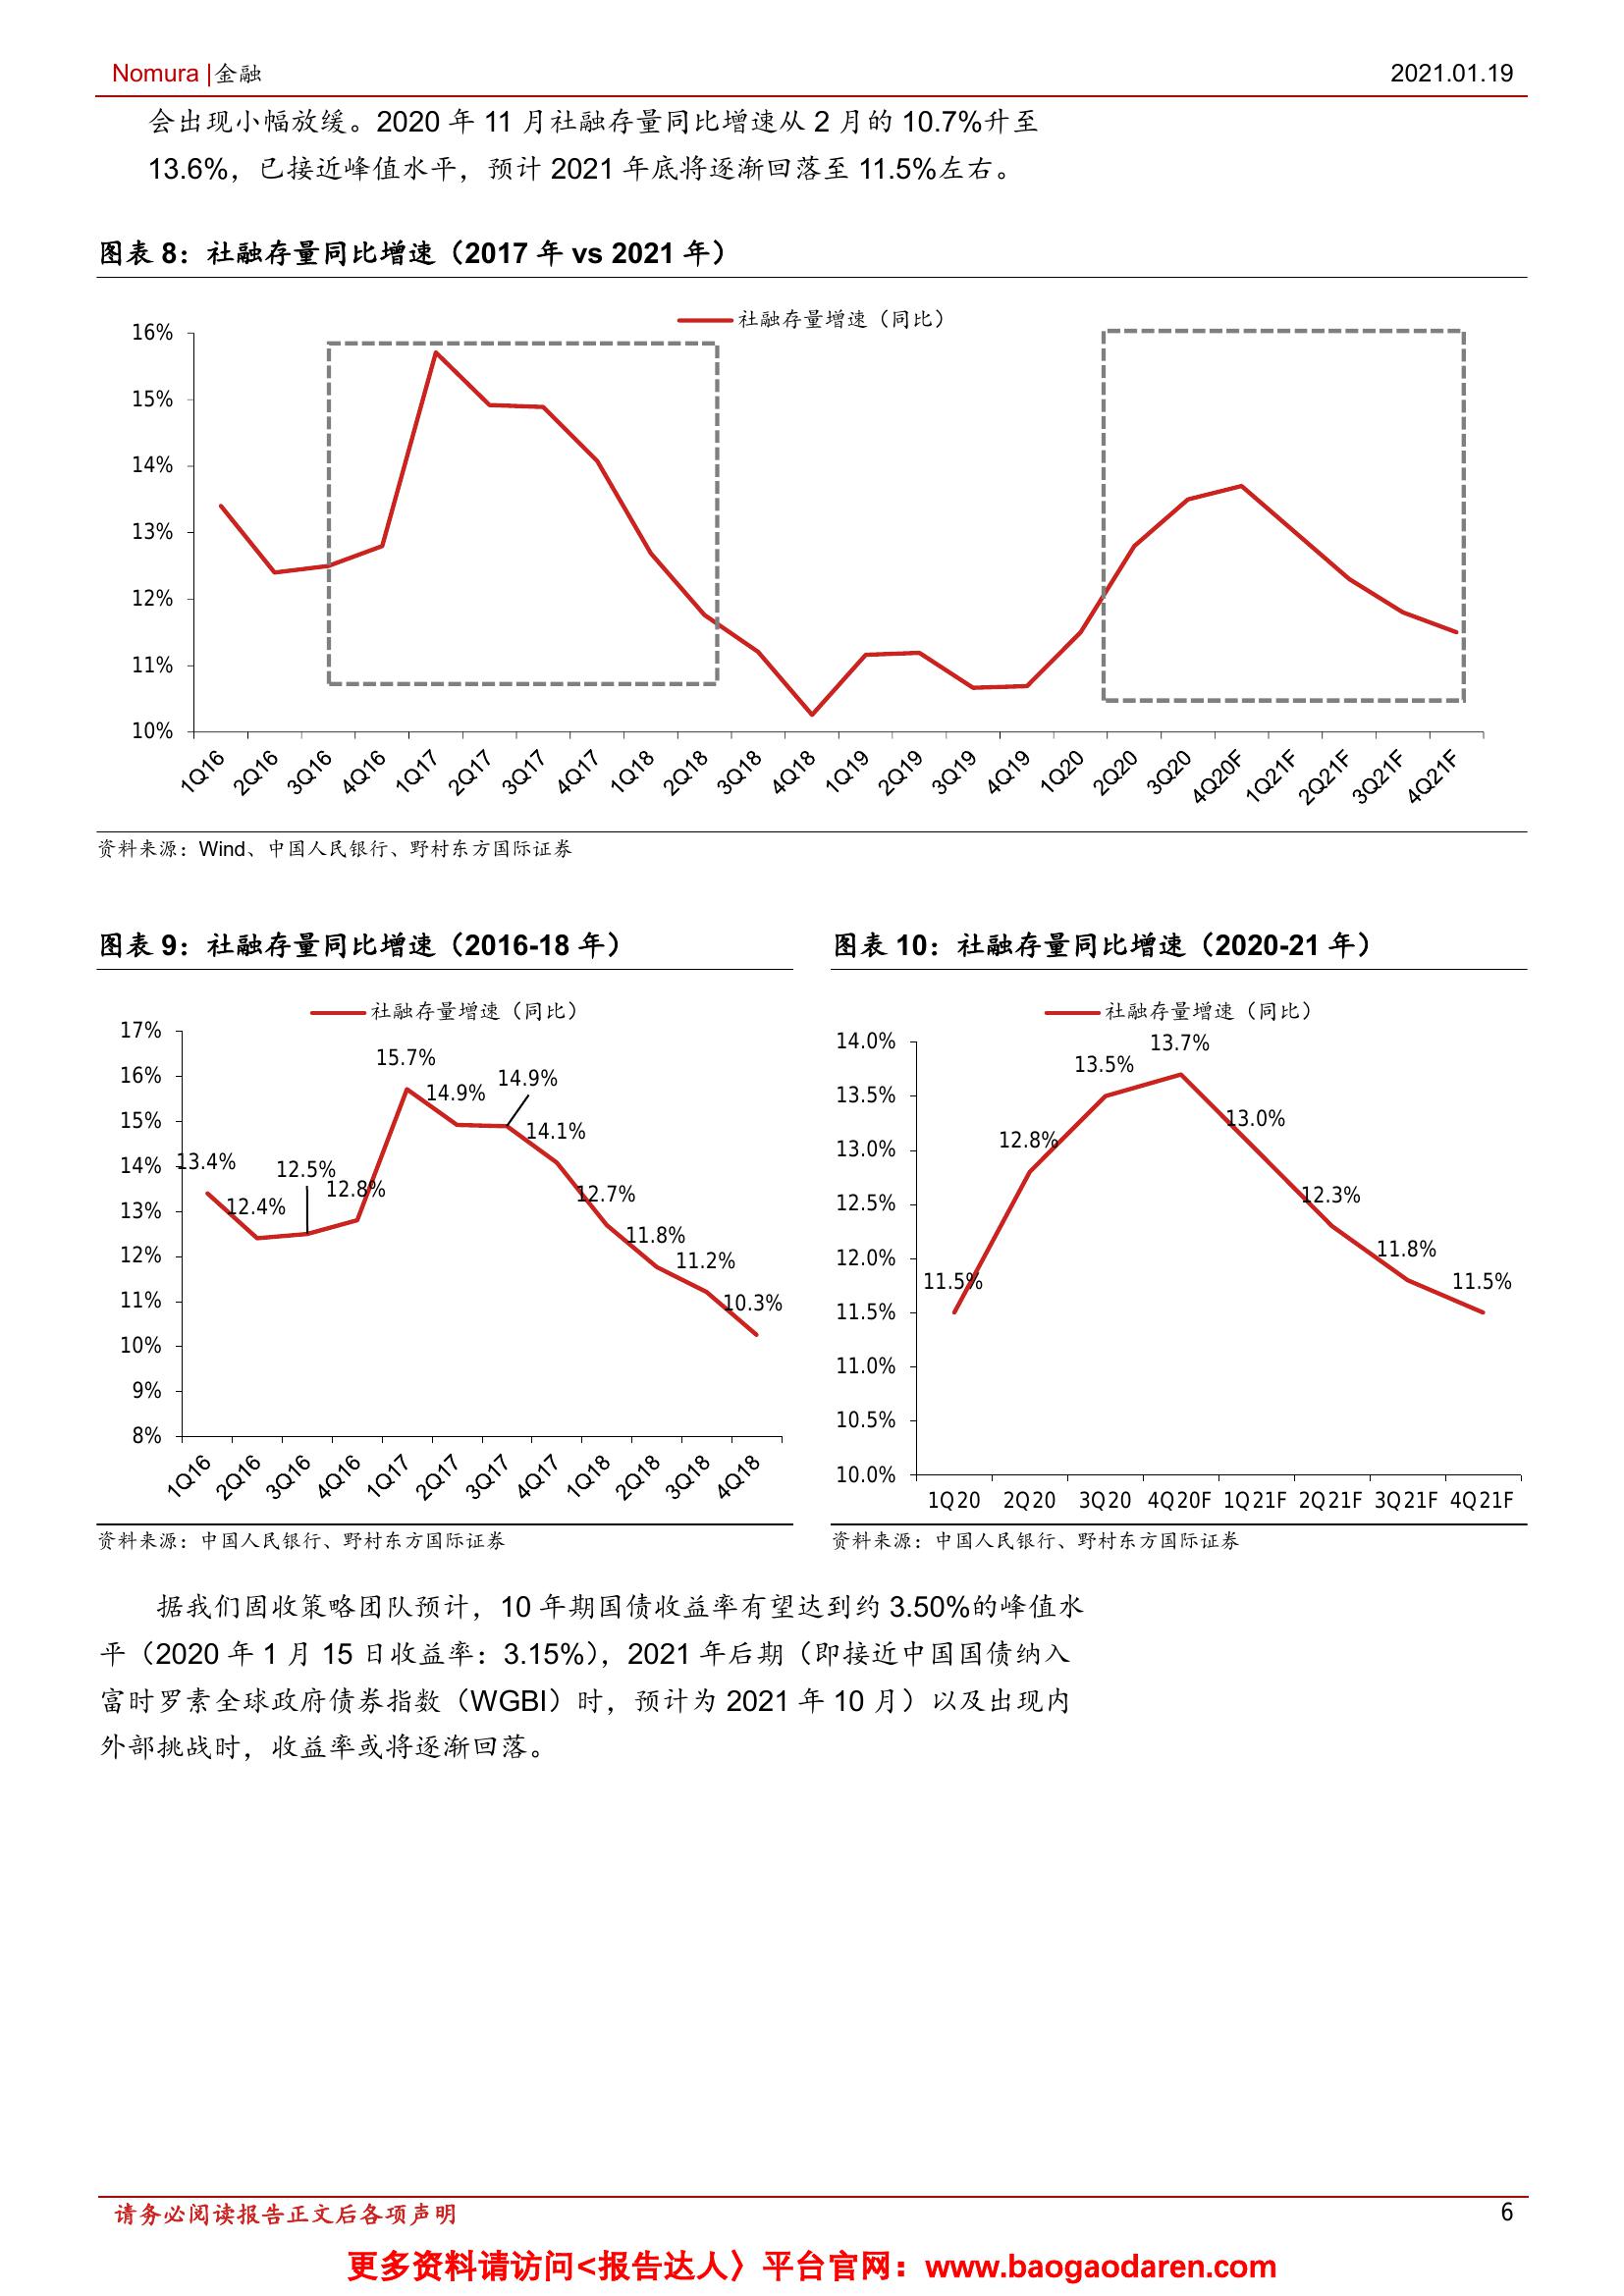 Nomura |金融
2021.01.19
会出现小幅放缓。2020 年 11 月社融存量同比增速从 2 月的 10.7%升至
13.6%，已接近峰值水平，预计 2021 年底将逐渐回落至 11.5%左右。
图表 8：社融存量同比增速（2017 年 vs 2021 年）
社融存量增速（同比）
16%
15%
14%
13%
12%
11%
10%
1Q16 2Q16 3Q16 4Q16 1Q17 2Q17 3Q17 4Q17 1Q18 2Q18 3Q18 4Q18 1Q19 2Q19 3Q19 4Q19 1Q20 2Q20 3Q20 4Q20F 1Q21F 2Q21F 3Q21F 4Q21F
资料来源：Wind、中国人民银行、野村东方国际证券
图表 9：社融存量同比增速（2016-18 年）
社融存量增速（同比）
17%
16%
15%
14%
13%
12%
11%
10%
9%
8%
13.4%
12.4%
12.5%
12.8%
15.7%
14.9%
14.9%
14.1%
12.7%
11.8%
11.2%
10.3%
1Q16 2Q16 3Q16 4Q16 1Q17 2Q17 3Q17 4Q17 1Q18 2Q18 3Q18 4Q18
资料来源：中国人民银行、野村东方国际证券
图表 10：社融存量同比增速（2020-21 年）
社融存量增速（同比）
14.0%
13.5%
13.0%
12.5%
12.0%
11.5%
11.0%
10.5%
10.0%
11.5%
12.8%
13.5%
13.7%
13.0%
12.3%
11.8%
11.5%
1Q20 2Q20 3Q20 4Q20F 1Q21F 2Q21F 3Q21F 4Q21F
资料来源：中国人民银行、野村东方国际证券
据我们固收策略团队预计，10 年期国债收益率有望达到约 3.50%的峰值水
平（2020 年 1 月 15 日收益率：3.15%），2021 年后期（即接近中国国债纳入
富时罗素全球政府债券指数（WGBI）时，预计为 2021 年 10 月）以及出现内
外部挑战时，收益率或将逐渐回落。
请务必阅读报告正文后各项声明
6
更多资料请访问<报告达人〉平台官网：www.baogaodaren.com